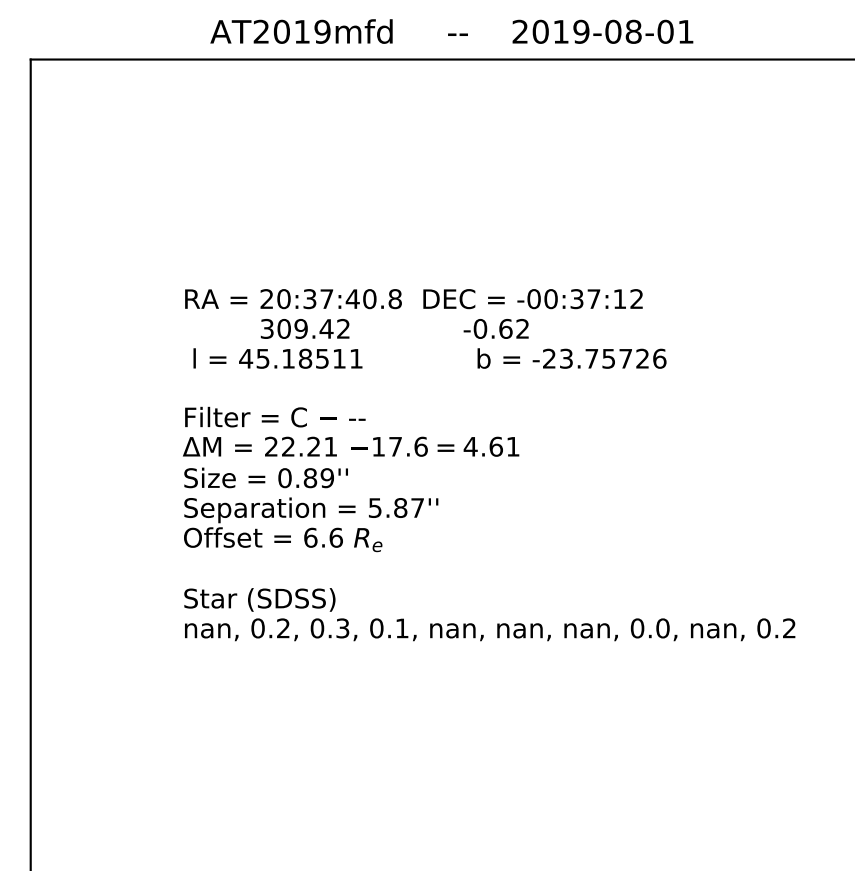 AT2019mfd -- 2019-08-01
RA = 20:37:40.8 DEC = -00:37:12
309.42 -0.62
l = 45.18511 b = -23.75726
Filter = C − --
ΔM = 22.21 −17.6 = 4.61
Size = 0.89''
Separation = 5.87''
Offset = 6.6 Rₑ
Star (SDSS)
nan, 0.2, 0.3, 0.1, nan, nan, nan, 0.0, nan, 0.2